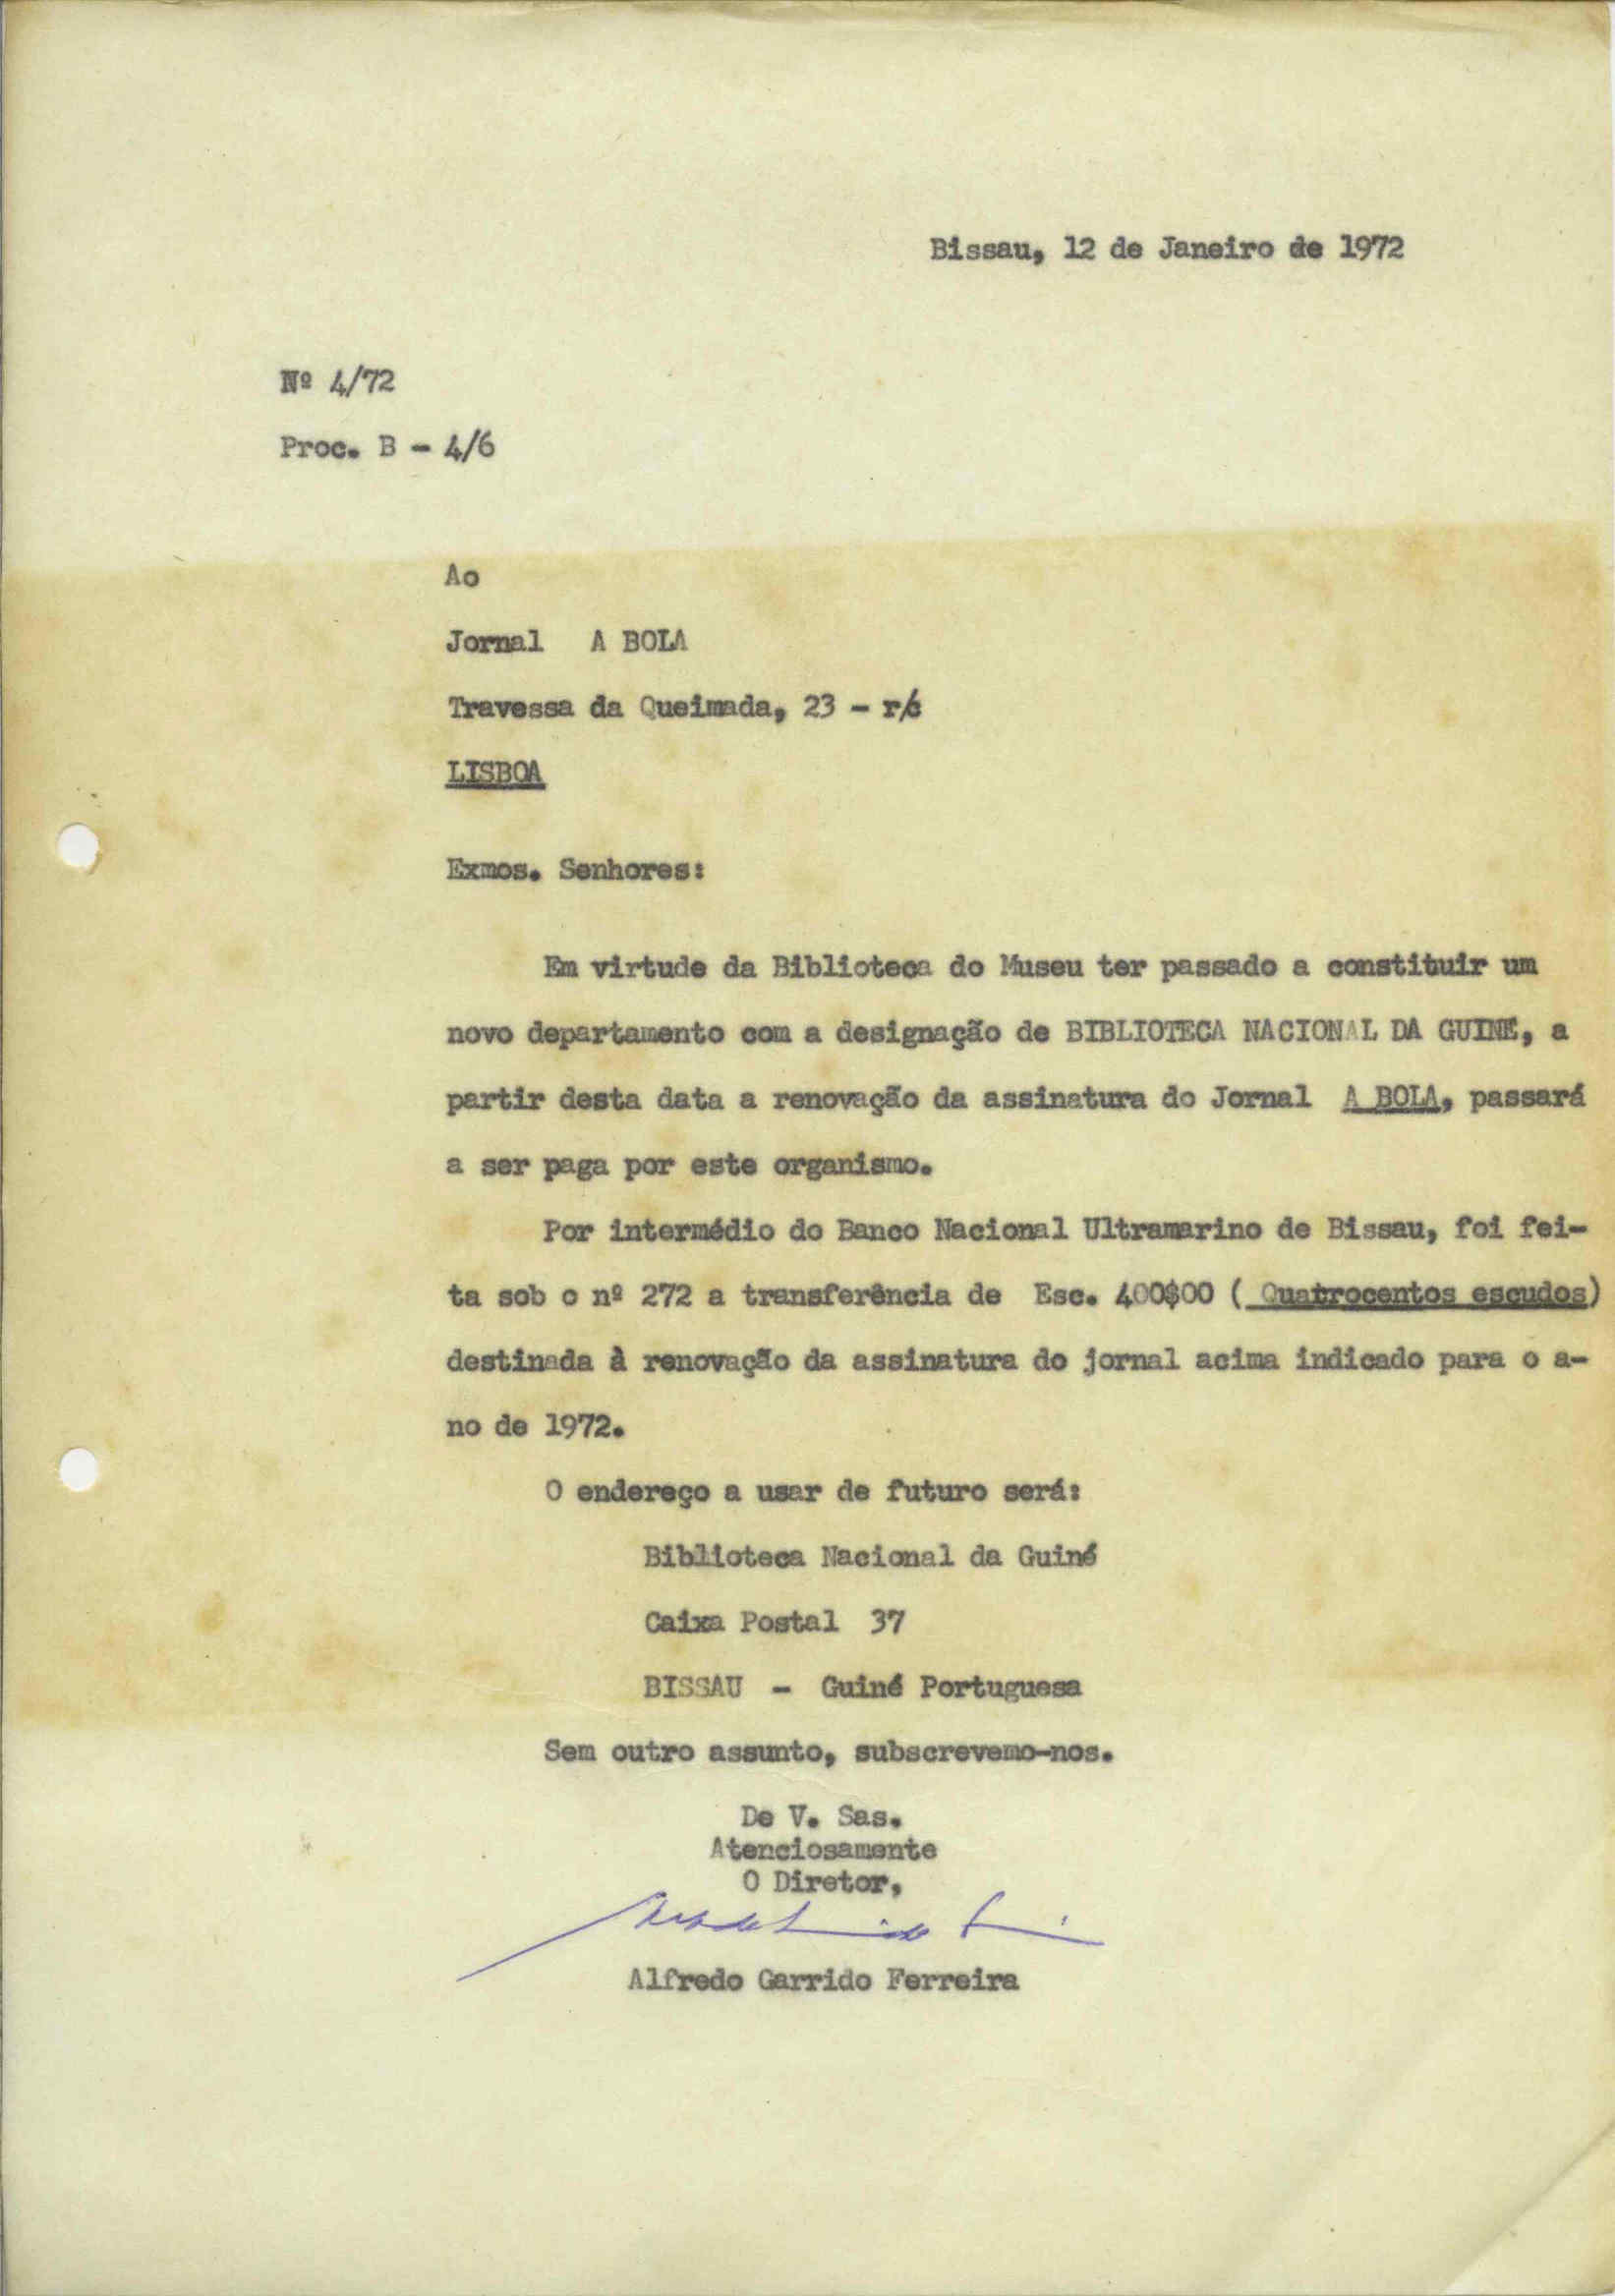 Bissau, 12 de Janeiro de 1972
Nº 4/72
Proc. B - 4/6
Ao
Jornal A BOLA
Travessa da Queimada, 23 - r/c
LISBOA
Exmos. Senhores:
Em virtude da Biblioteca do Museu ter passado a constituir um
novo departamento com a designação de BIBLIOTECA NACIONAL DA GUINÉ, a
partir desta data a renovação da assinatura do Jornal A BOLA, passará
a ser paga por este organismo.
Por intermédio do Banco Nacional Ultramarino de Bissau, foi fei-
ta sob o nº 272 a transferência de Esc. 400$00 ( Quatrocentos escudos)
destinada à renovação da assinatura do jornal acima indicado para o a-
no de 1972.
O endereço a usar de futuro será:
Biblioteca Nacional da Guiné
Caixa Postal 37
BISSAU - Guiné Portuguesa
Sem outro assunto, subscrevemo-nos.
De V. Sas.
Atenciosamente
O Diretor,
Alfredo Garrido Ferreira